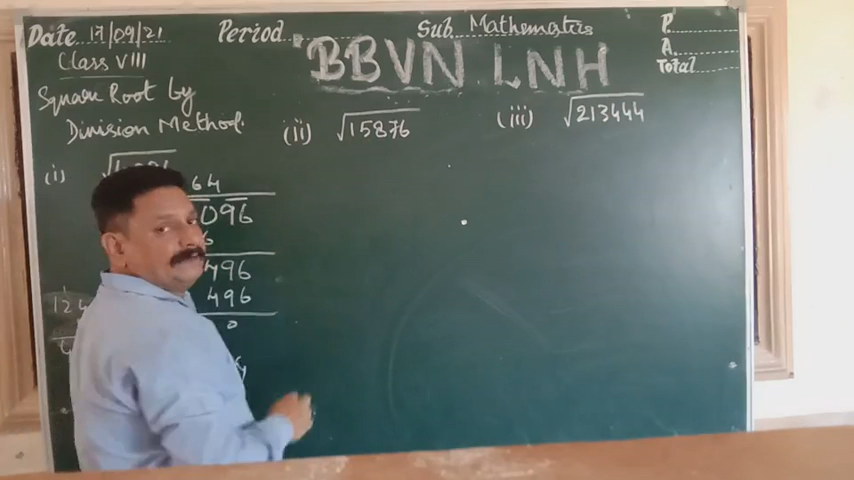 Date 17/09/21 Period Sub. Mathematics P.
Class VIII BBVN LNH A.
Total
Square Root by
Division Method.
(i) (ii) √15876 (iii) √213444
64
096
496
124
496
0